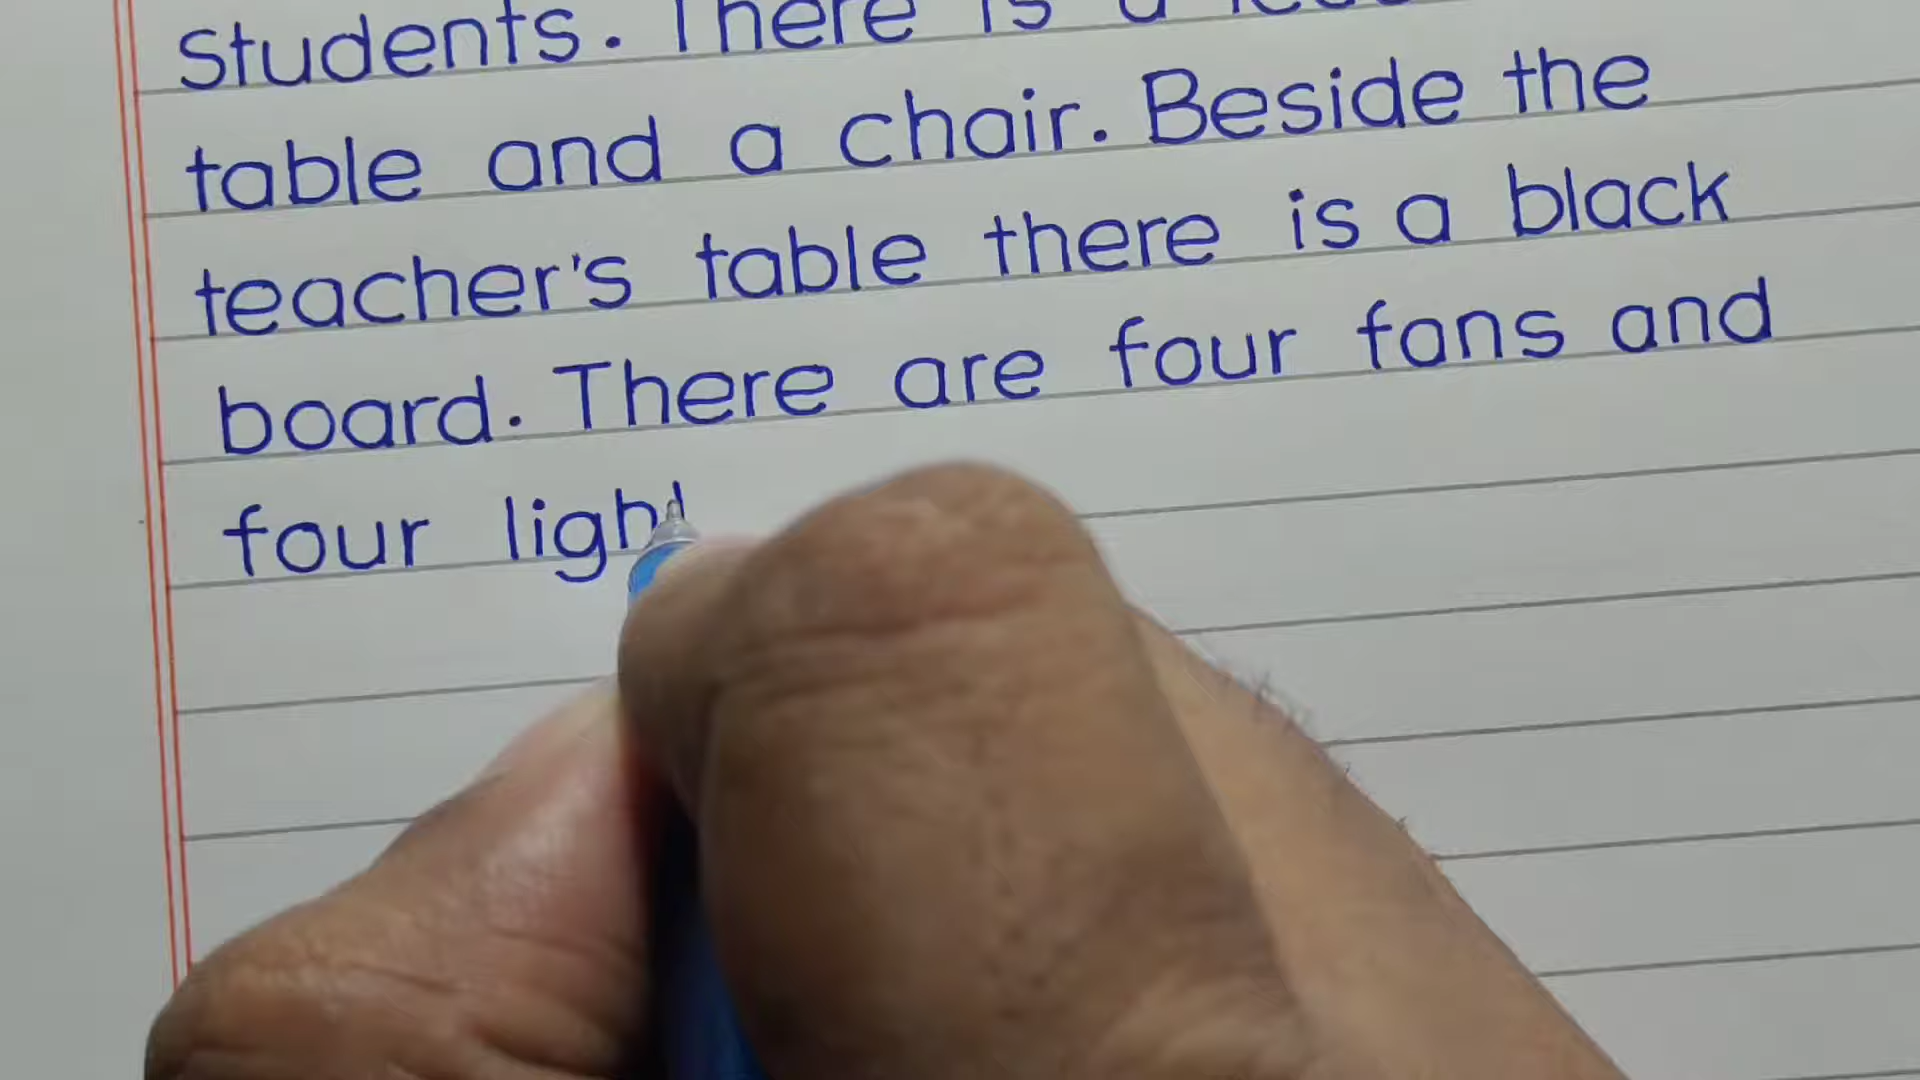 Students. There is a
table and a chair. Beside the
teacher's table there is a black
board. There are four fans and
four